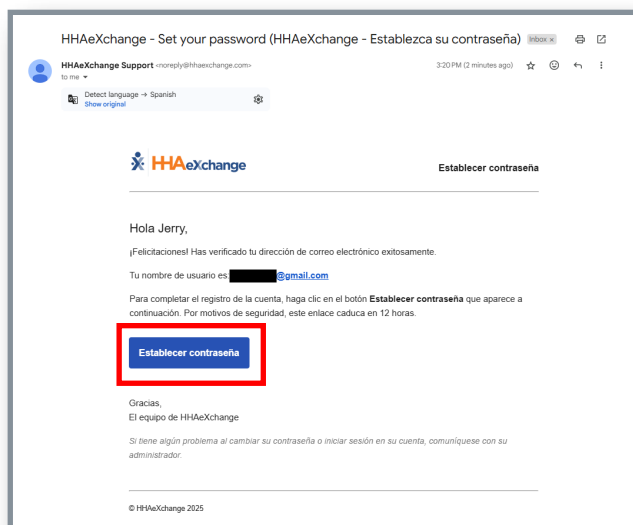 HHAeXchange - Set your password (HHAeXchange - Establezca su contraseña) Inbox x
HHAeXchange Support <noreply@hhaexchange.com> 3:20 PM (2 minutes ago)
to me
Detect language → Spanish
Show original
HHAeXchange
Establecer contraseña
Hola Jerry,
¡Felicitaciones! Has verificado tu dirección de correo electrónico exitosamente.
Tu nombre de usuario es: @gmail.com
Para completar el registro de la cuenta, haga clic en el botón Establecer contraseña que aparece a
continuación. Por motivos de seguridad, este enlace caduca en 12 horas.
Establecer contraseña
Gracias,
El equipo de HHAeXchange
Si tiene algún problema al cambiar su contraseña o iniciar sesión en su cuenta, comuníquese con su
administrador.
© HHAeXchange 2025